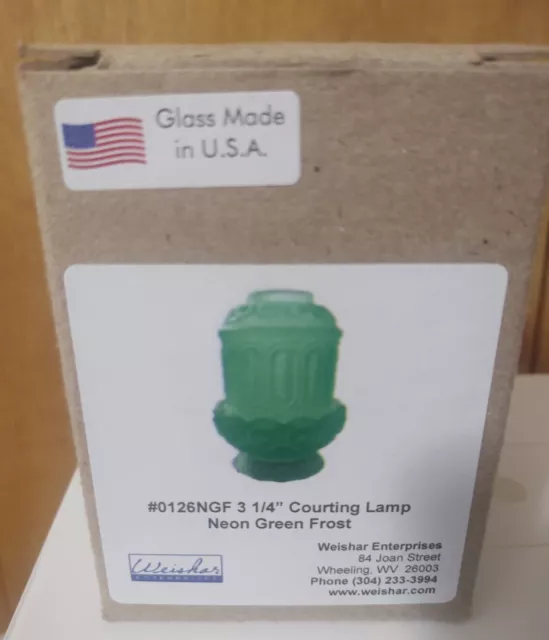 Glass Made
in U.S.A.
#0126NGF 3 1/4” Courting Lamp
Neon Green Frost
Weishar
ENTERPRISES
Weishar Enterprises
84 Joan Street
Wheeling, WV 26003
Phone (304) 233-3994
www.weishar.com